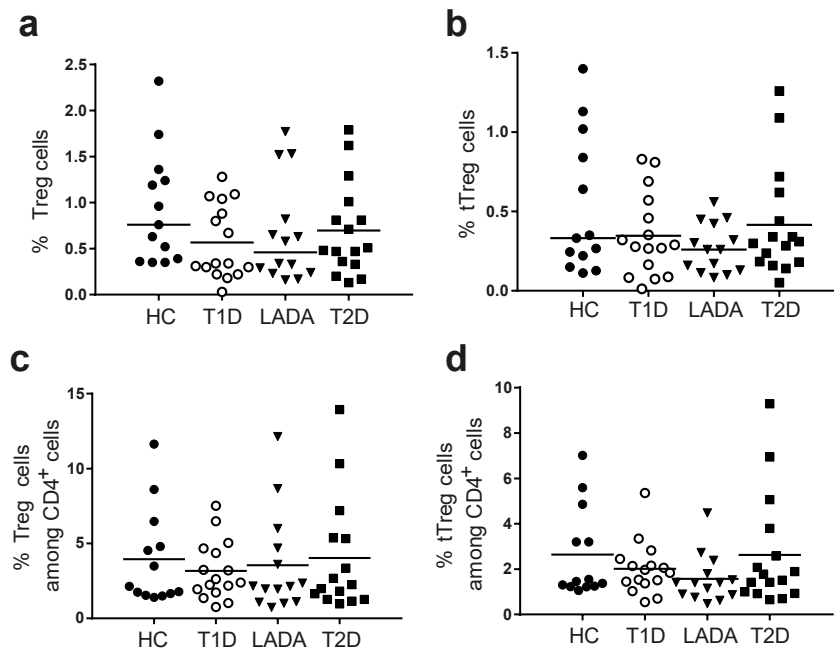 a
% Treg cells
2.5
2.0
1.5
1.0
0.5
0.0
HC T1D LADA T2D
b
% tTreg cells
1.5
1.0
0.5
0.0
HC T1D LADA T2D
c
% Treg cells
among CD4+ cells
15
10
5
0
HC T1D LADA T2D
d
% tTreg cells
among CD4+ cells
10
8
6
4
2
0
HC T1D LADA T2D